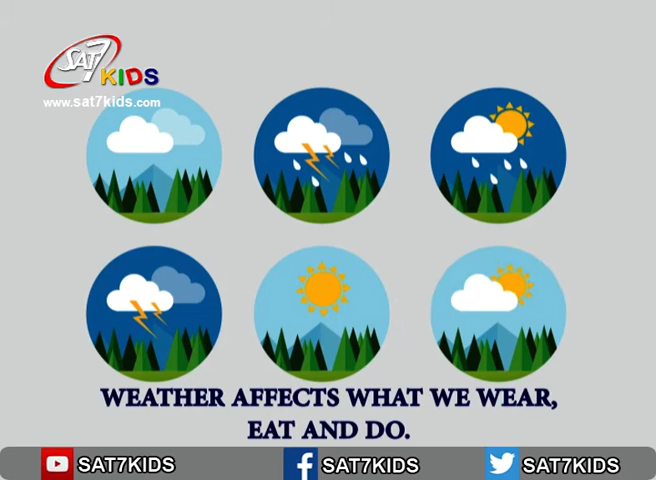 SAT7
KIDS
www.sat7kids.com
WEATHER AFFECTS WHAT WE WEAR,
EAT AND DO.
SAT7KIDS
SAT7KIDS
SAT7KIDS